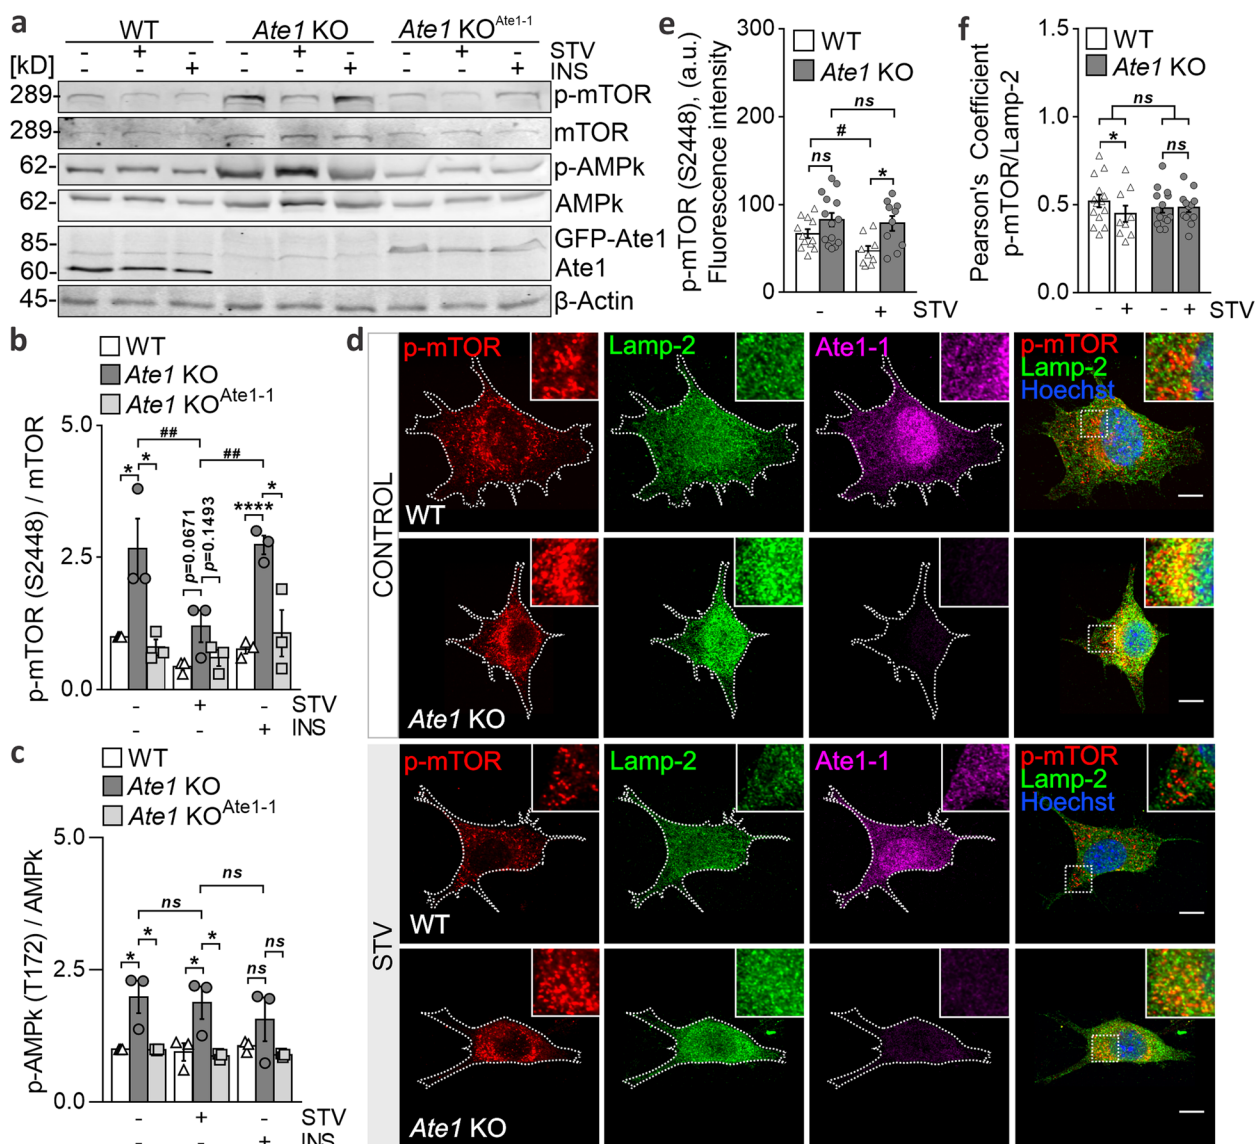 a
WT Ate1 KO Ate1 KO^Ate1-1
- + - - + - - + - STV
[kD] - - + - - + - - + INS
289- p-mTOR
289- mTOR
62- p-AMPk
62- AMPk
85- GFP-Ate1
60- Ate1
45- β-Actin
b
WT
Ate1 KO
Ate1 KO^Ate1-1
p-mTOR (S2448) / mTOR
5.0
2.5
0.0
## ##
* * p=0.0671 p=0.1493 **** *
- + - STV
- - + INS
c
WT
Ate1 KO
Ate1 KO^Ate1-1
p-AMPk (T172) / AMPk
5.0
2.5
0.0
ns ns
* * * * ns ns
- + - STV
- - + INS
d
CONTROL
p-mTOR Lamp-2 Ate1-1 p-mTOR
Lamp-2
Hoechst
WT
Ate1 KO
STV
p-mTOR Lamp-2 Ate1-1 p-mTOR
Lamp-2
Hoechst
WT
Ate1 KO
e
WT
Ate1 KO
p-mTOR (S2448), (a.u.)
Fluorescence intensity
300
200
100
0
ns
#
ns *
- + STV
f
WT
Ate1 KO
Pearson's Coefficient
p-mTOR/Lamp-2
1.5
1.0
0.5
0.0
ns
* ns
- + - + STV